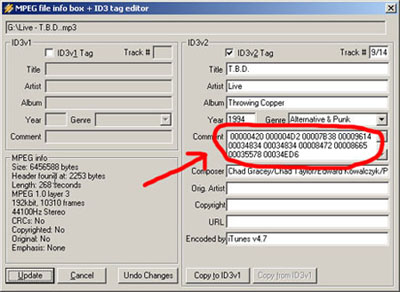 MPEG file info box + ID3 tag editor
G:\Live - T.B.D..mp3
ID3v1
ID3v1 Tag
Track #
Title
Artist
Album
Year
Genre
Comment
ID3v2
ID3v2 Tag
Track # 9/14
Title T.B.D.
Artist Live
Album Throwing Copper
Year 1994 Genre Alternative & Punk
Comment 00000420 000004D2 00007B38 00009614
00034834 00034834 00008472 00008665
00035578 00034ED6
Composer Chad Gracey/Chad Taylor/Edward Kowalczyk/P
Orig. Artist
Copyright
URL
Encoded by iTunes v4.7
MPEG info
Size: 6456588 bytes
Header found at: 2253 bytes
Length: 268 seconds
MPEG 1.0 layer 3
192kbit, 10310 frames
44100Hz Stereo
CRCs: No
Copyrighted: No
Original: No
Emphasis: None
Update
Cancel
Undo Changes
Copy to ID3v1
Copy from ID3v1